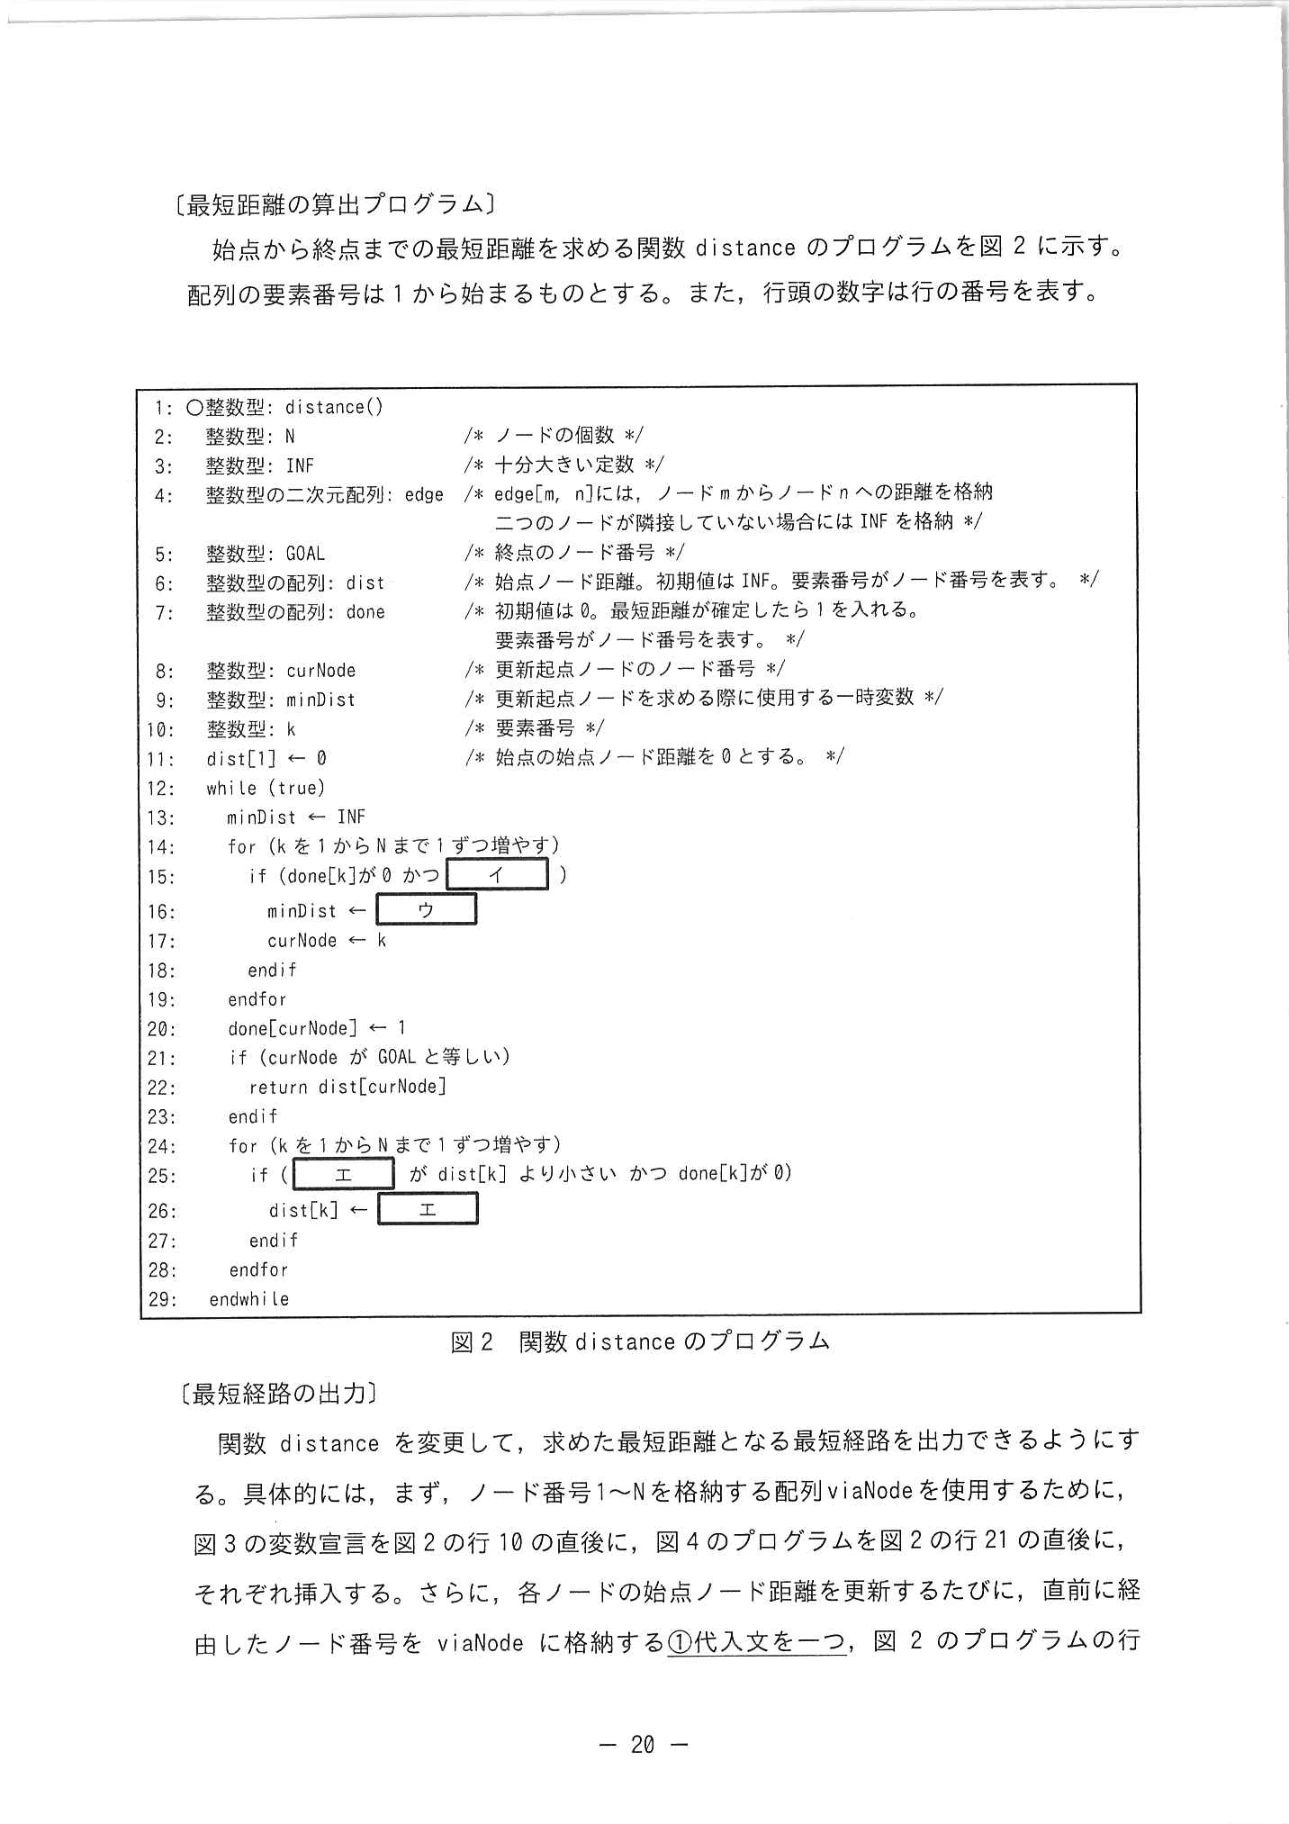 〔最短距離の算出プログラム〕
始点から終点までの最短距離を求める関数 distance のプログラムを図 2 に示す。
配列の要素番号は 1 から始まるものとする。また，行頭の数字は行の番号を表す。
1: ○整数型: distance()
2: 整数型: N /* ノードの個数 */
3: 整数型: INF /* 十分大きい定数 */
4: 整数型の二次元配列: edge /* edge[m, n]には，ノード m からノード n への距離を格納
二つのノードが隣接していない場合には INF を格納 */
5: 整数型: GOAL /* 終点のノード番号 */
6: 整数型の配列: dist /* 始点ノード距離。初期値は INF。要素番号がノード番号を表す。 */
7: 整数型の配列: done /* 初期値は 0。最短距離が確定したら 1 を入れる。
要素番号がノード番号を表す。 */
8: 整数型: curNode /* 更新起点ノードのノード番号 */
9: 整数型: minDist /* 更新起点ノードを求める際に使用する一時変数 */
10: 整数型: k /* 要素番号 */
11: dist[1] ← 0 /* 始点の始点ノード距離を 0 とする。 */
12: while (true)
13: minDist ← INF
14: for (k を 1 から N まで 1 ずつ増やす)
15: if (done[k]が 0 かつ イ )
16: minDist ← ウ
17: curNode ← k
18: endif
19: endfor
20: done[curNode] ← 1
21: if (curNode が GOAL と等しい)
22: return dist[curNode]
23: endif
24: for (k を 1 から N まで 1 ずつ増やす)
25: if ( エ が dist[k] より小さい かつ done[k]が 0)
26: dist[k] ← エ
27: endif
28: endfor
29: endwhile
図 2 関数 distance のプログラム
〔最短経路の出力〕
関数 distance を変更して，求めた最短距離となる最短経路を出力できるようにす
る。具体的には，まず，ノード番号1～Nを格納する配列viaNodeを使用するために，
図 3 の変数宣言を図 2 の行 10 の直後に，図 4 のプログラムを図 2 の行 21 の直後に，
それぞれ挿入する。さらに，各ノードの始点ノード距離を更新するたびに，直前に経
由したノード番号を viaNode に格納する①代入文を一つ，図 2 のプログラムの行
— 20 —